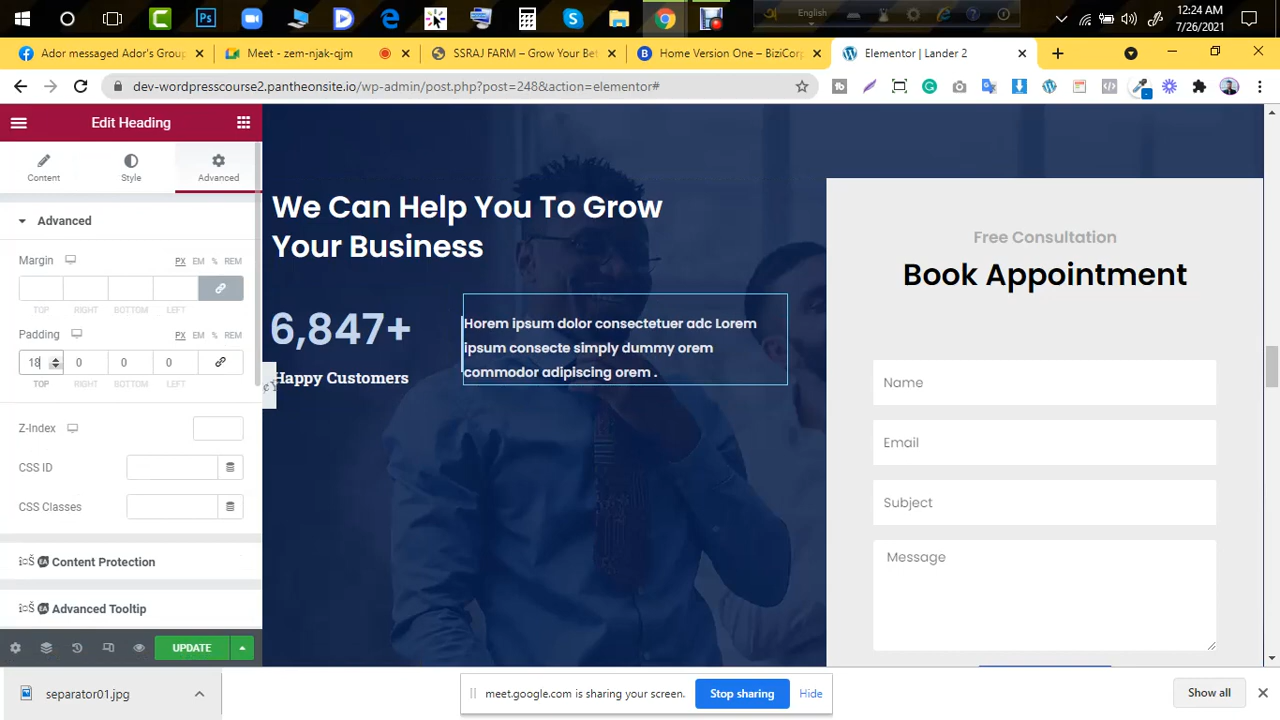 English
12:24 AM
7/26/2021
Ador messaged Ador's Group
Meet - zem-njak-qjm
SSRAJ FARM – Grow Your Bet
Home Version One – BiziCorp
Elementor | Lander 2
dev-wordpresscourse2.pantheonsite.io/wp-admin/post.php?post=248&action=elementor#
Edit Heading
Content
Style
Advanced
Advanced
Margin
PX EM % REM
TOP RIGHT BOTTOM LEFT
Padding
PX EM % REM
18 0 0 0
TOP RIGHT BOTTOM LEFT
Z-Index
CSS ID
CSS Classes
Content Protection
Advanced Tooltip
UPDATE
We Can Help You To Grow
Your Business
6,847+
Happy Customers
Horem ipsum dolor consectetuer adc Lorem
ipsum consecte simply dummy orem
commodor adipiscing orem .
Free Consultation
Book Appointment
Name
Email
Subject
Message
separator01.jpg
meet.google.com is sharing your screen.
Stop sharing
Hide
Show all